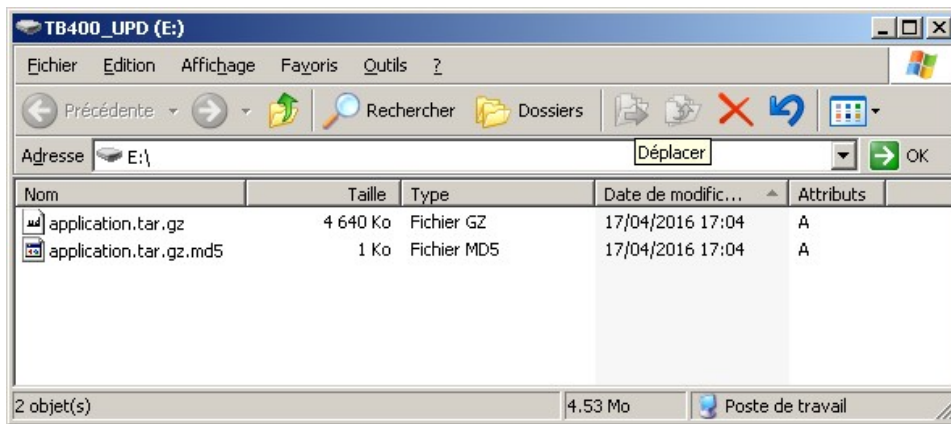 TB400_UPD (E:)
Fichier Edition Affichage Favoris Outils ?
Précédente Rechercher Dossiers
Adresse E:\ Déplacer OK
Nom Taille Type Date de modific... Attributs
application.tar.gz 4 640 Ko Fichier GZ 17/04/2016 17:04 A
application.tar.gz.md5 1 Ko Fichier MD5 17/04/2016 17:04 A
2 objet(s) 4.53 Mo Poste de travail